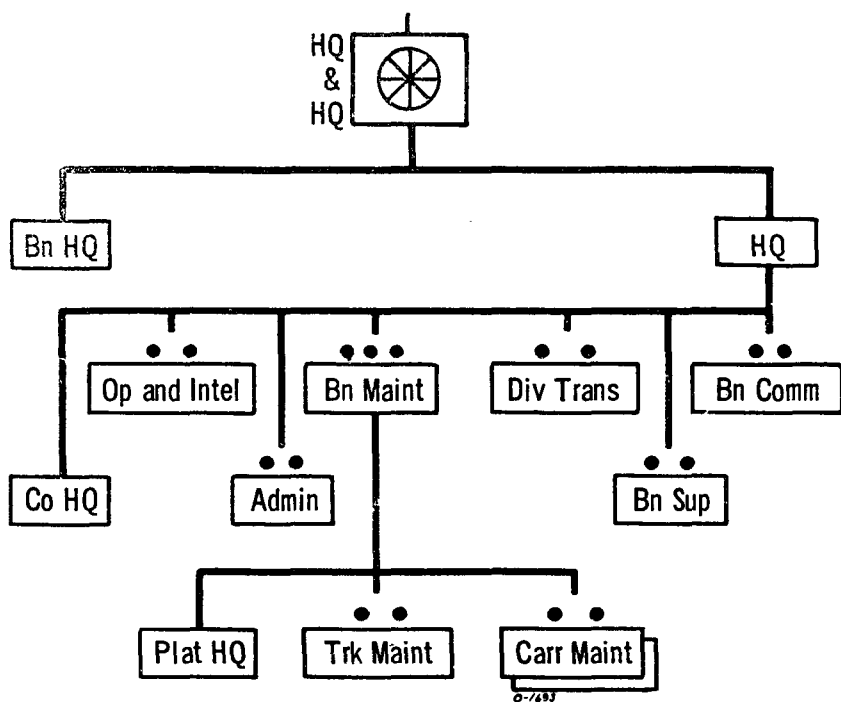 HQ
&
HQ
Bn HQ
HQ
Op and Intel
Bn Maint
Div Trans
Bn Comm
Co HQ
Admin
Bn Sup
Plat HQ
Trk Maint
Carr Maint
O-1693